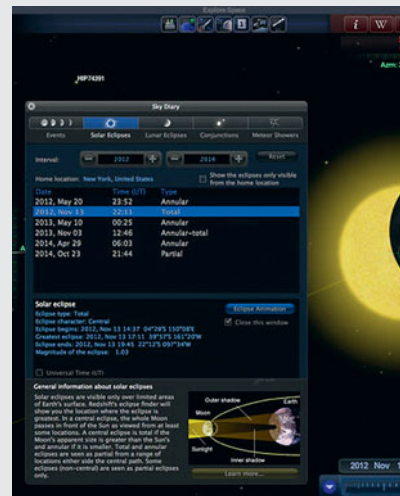 Explore Space
i W
HIP74391
Azm:
Sky Diary
Events Solar Eclipses Lunar Eclipses Conjunctions Meteor Showers
Interval: 2012 2014 Reset
Home location: New York, United States
Show the eclipses only visible
from the home location
Date Time (UT) Type
2012, May 20 23:52 Annular
2012, Nov 13 22:11 Total
2013, May 10 00:25 Annular
2013, Nov 03 12:46 Annular-total
2014, Apr 29 06:03 Annular
2014, Oct 23 21:44 Partial
A
Solar eclipse
Eclipse Animation
Eclipse type: Total
Eclipse character: Central
Close this window
Eclipse begins: 2012, Nov 13 14:37
Greatest eclipse: 2012, Nov 13 17:11
Eclipse ends: 2012, Nov 13 19:45
Magnitude of the eclipse: 1.03
Universal Time (UT)
General information about solar eclipses
Solar eclipses are visible only over limited areas
of Earth's surface. Redshift's eclipse finder will
show you the location where the eclipse is
greatest. In a central eclipse, the whole Moon
passes in front of the Sun as viewed from at least
some locations. A central eclipse is total if the
Moon's apparent size is greater than the Sun's
and annular if it is smaller. Total and annular
eclipses are seen as partial from a range of
locations either side the central path. Some
eclipses (non-central) are seen as partial eclipses
only.
Outer shadow
Earth
Moon
Sunlight
Inner shadow
Learn more...
2012 Nov 1